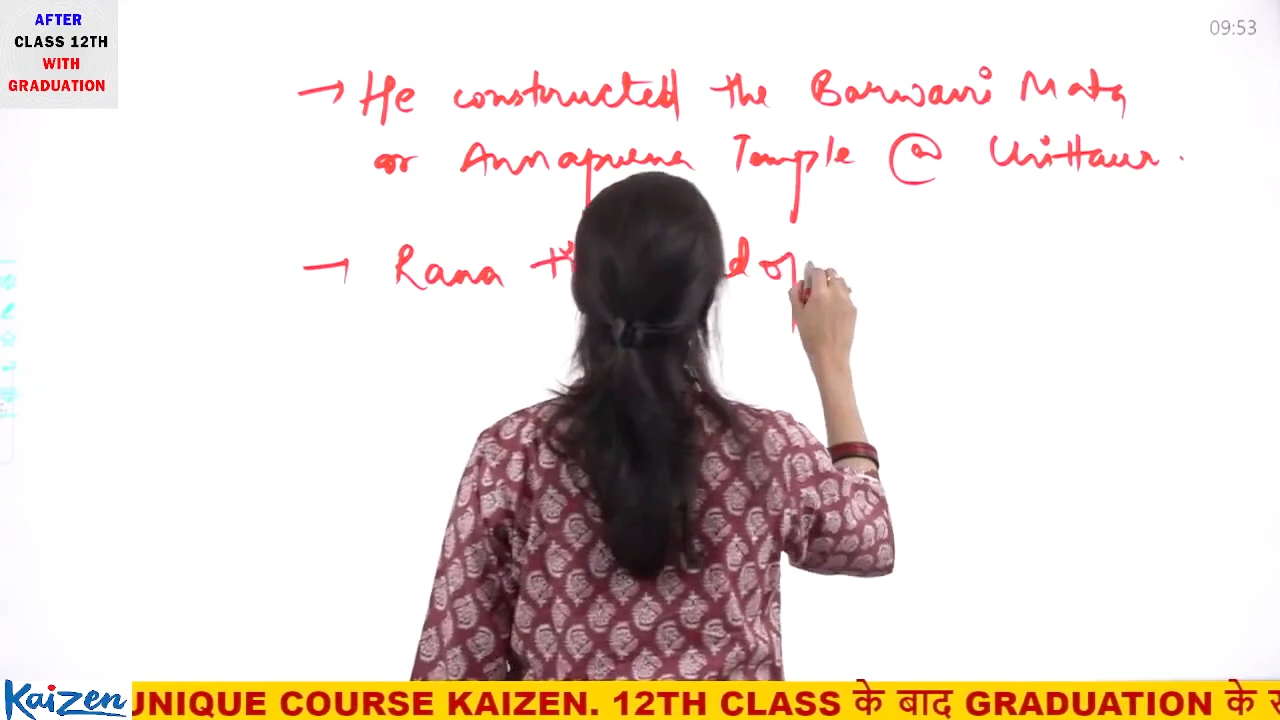 AFTER
CLASS 12TH
WITH
GRADUATION
09:53
→ He constructed the Barwari Mata
or Annapurna Temple @ Chittaur.
→ Rana
Kaizen UNIQUE COURSE KAIZEN. 12TH CLASS के बाद GRADUATION के